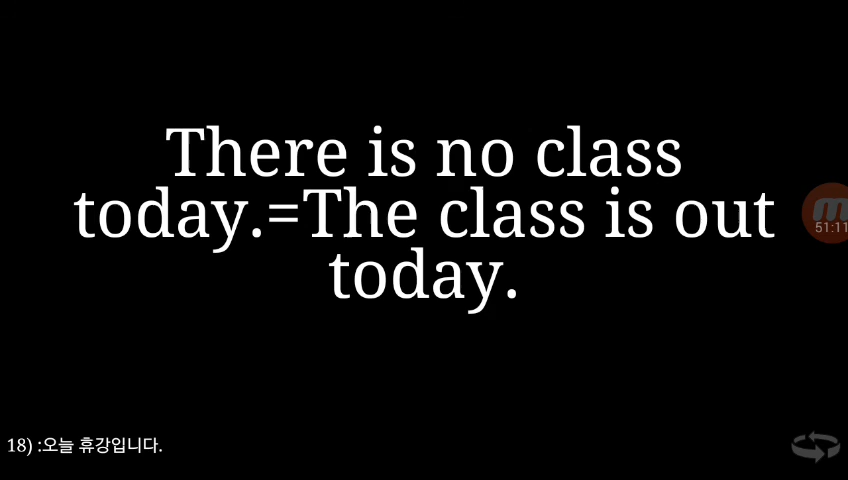 There is no class
today.=The class is out
today.
51:11
18) :오늘 휴강입니다.